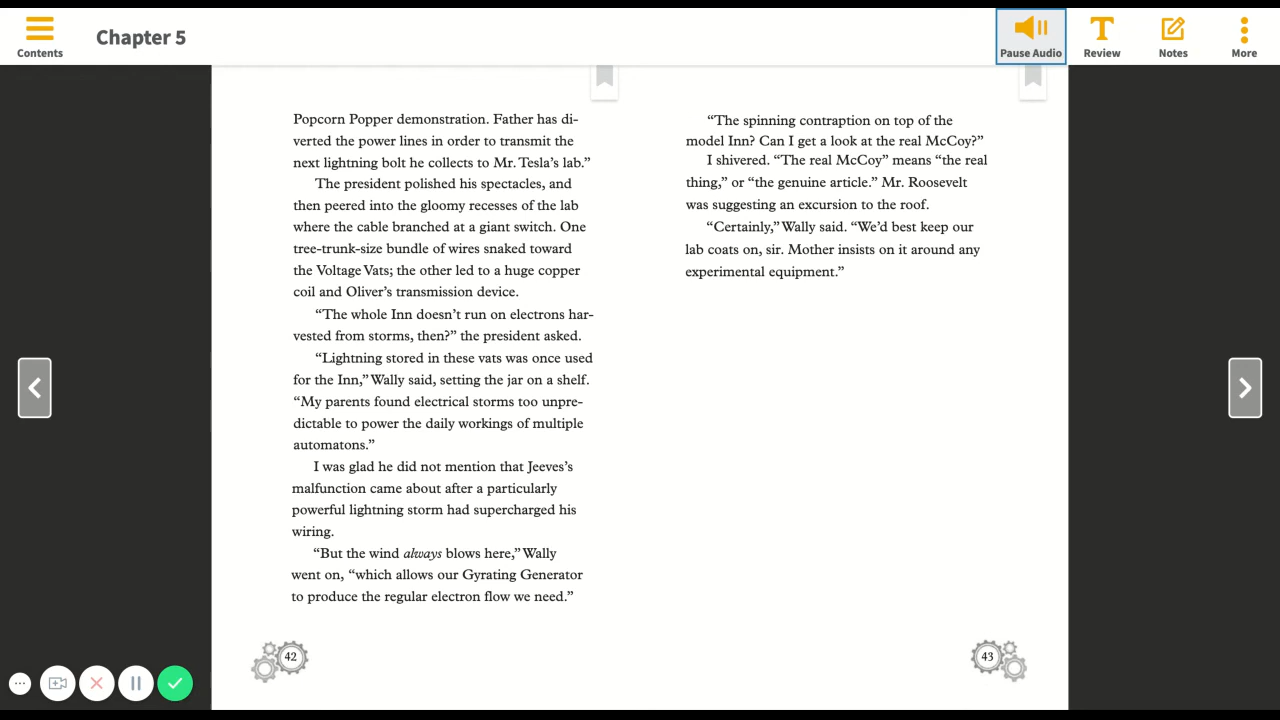 Contents
Chapter 5
Pause Audio
Review
Notes
More
Popcorn Popper demonstration. Father has di-
verted the power lines in order to transmit the
next lightning bolt he collects to Mr. Tesla’s lab.”
The president polished his spectacles, and
then peered into the gloomy recesses of the lab
where the cable branched at a giant switch. One
tree-trunk-size bundle of wires snaked toward
the Voltage Vats; the other led to a huge copper
coil and Oliver’s transmission device.
“The whole Inn doesn’t run on electrons har-
vested from storms, then?” the president asked.
“Lightning stored in these vats was once used
for the Inn,” Wally said, setting the jar on a shelf.
“My parents found electrical storms too unpre-
dictable to power the daily workings of multiple
automatons.”
I was glad he did not mention that Jeeves’s
malfunction came about after a particularly
powerful lightning storm had supercharged his
wiring.
“But the wind always blows here,” Wally
went on, “which allows our Gyrating Generator
to produce the regular electron flow we need.”
42
“The spinning contraption on top of the
model Inn? Can I get a look at the real McCoy?”
I shivered. “The real McCoy” means “the real
thing,” or “the genuine article.” Mr. Roosevelt
was suggesting an excursion to the roof.
“Certainly,” Wally said. “We’d best keep our
lab coats on, sir. Mother insists on it around any
experimental equipment.”
43